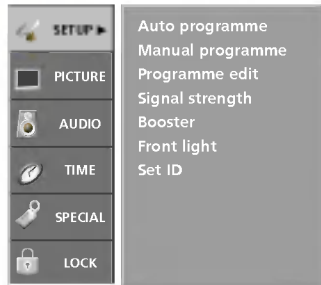 SETUP
PICTURE
AUDIO
TIME
SPECIAL
LOCK
Auto programme
Manual programme
Programme edit
Signal strength
Booster
Front light
Set ID